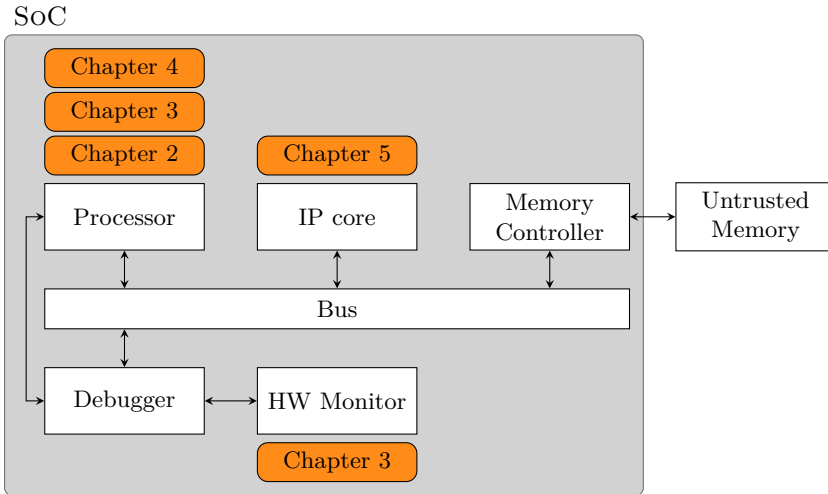 SoC
Chapter 4
Chapter 3
Chapter 2
Chapter 5
Processor
IP core
Memory
Controller
Untrusted
Memory
Bus
Debugger
HW Monitor
Chapter 3